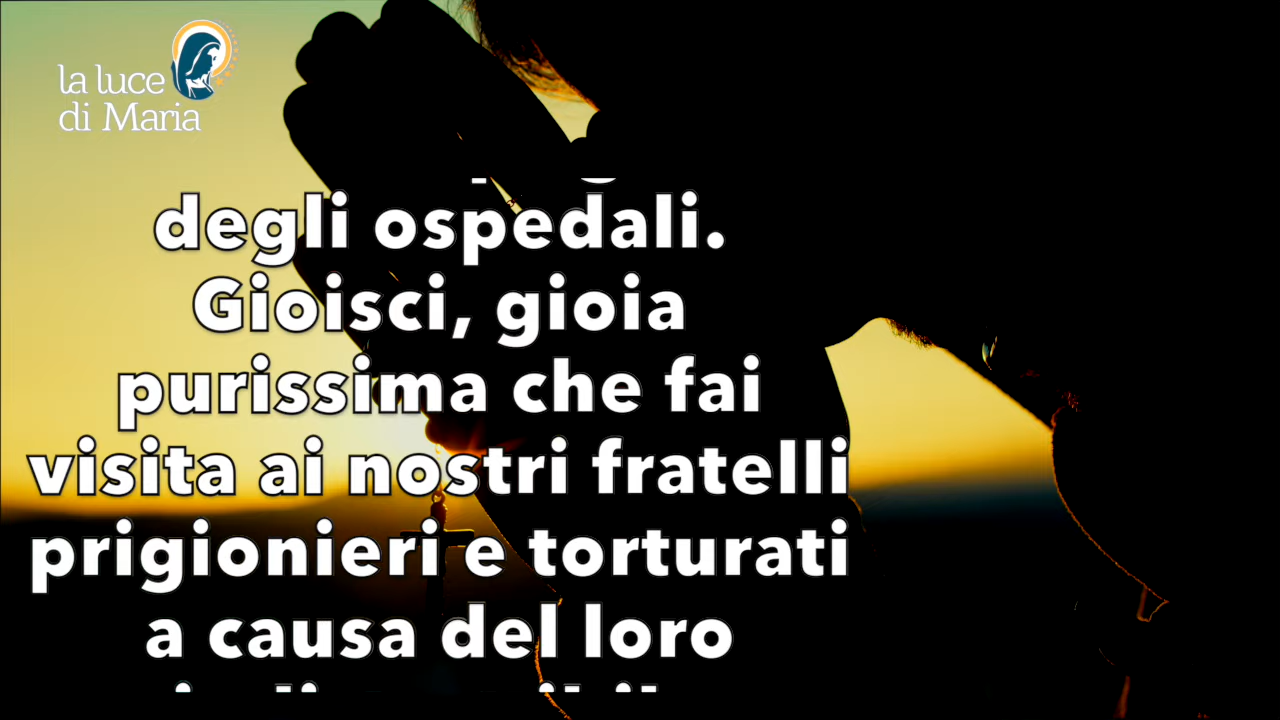 la luce
di Maria
degli ospedali.
Gioisci, gioia
purissima che fai
visita ai nostri fratelli
prigionieri e torturati
a causa del loro